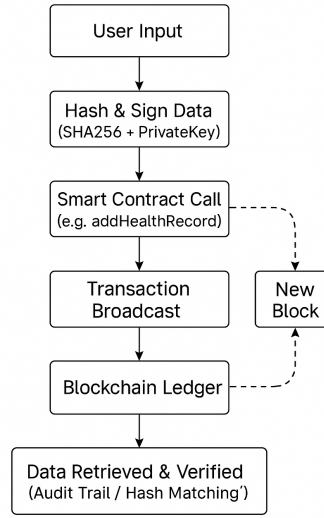 User Input
Hash & Sign Data
(SHA256 + PrivateKey)
Smart Contract Call
(e.g. addHealthRecord)
Transaction
Broadcast
New
Block
Blockchain Ledger
Data Retrieved & Verified
(Audit Trail / Hash Matching′)